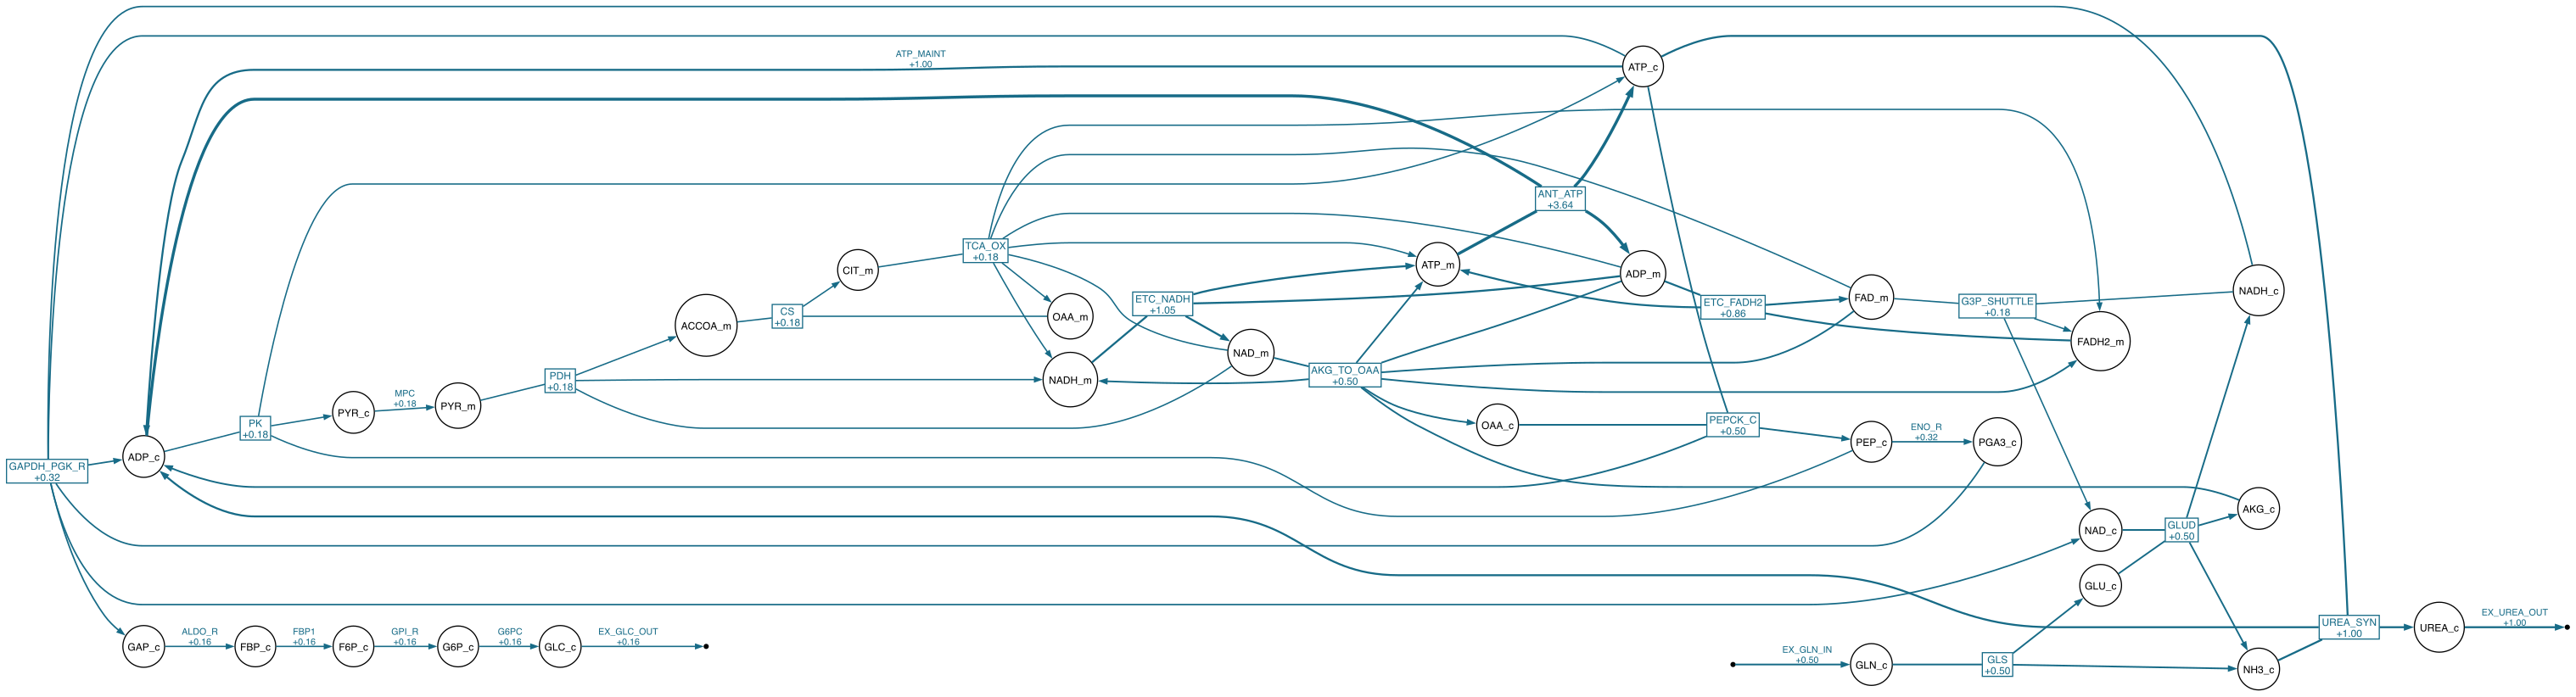 ATP_MAINT
+1.00
ATP_c
ANT_ATP
+3.64
TCA_OX
+0.18
CIT_m
ATP_m
ADP_m
NADH_c
ETC_NADH
+1.05
ETC_FADH2
+0.86
FAD_m
G3P_SHUTTLE
+0.18
ACCOA_m
CS
+0.18
OAA_m
FADH2_m
NAD_m
PDH
+0.18
NADH_m
AKG_TO_OAA
+0.50
MPC
+0.18
PYR_c
PYR_m
PK
+0.18
OAA_c
PEPCK_C
+0.50
PEP_c
ENO_R
+0.32
PGA3_c
ADP_c
GAPDH_PGK_R
+0.32
AKG_c
NAD_c
GLUD
+0.50
GLU_c
GAP_c
ALDO_R
+0.16
FBP_c
FBP1
+0.16
F6P_c
GPI_R
+0.16
G6P_c
G6PC
+0.16
GLC_c
EX_GLC_OUT
+0.16
EX_GLN_IN
+0.50
GLN_c
GLS
+0.50
NH3_c
UREA_SYN
+1.00
UREA_c
EX_UREA_OUT
+1.00